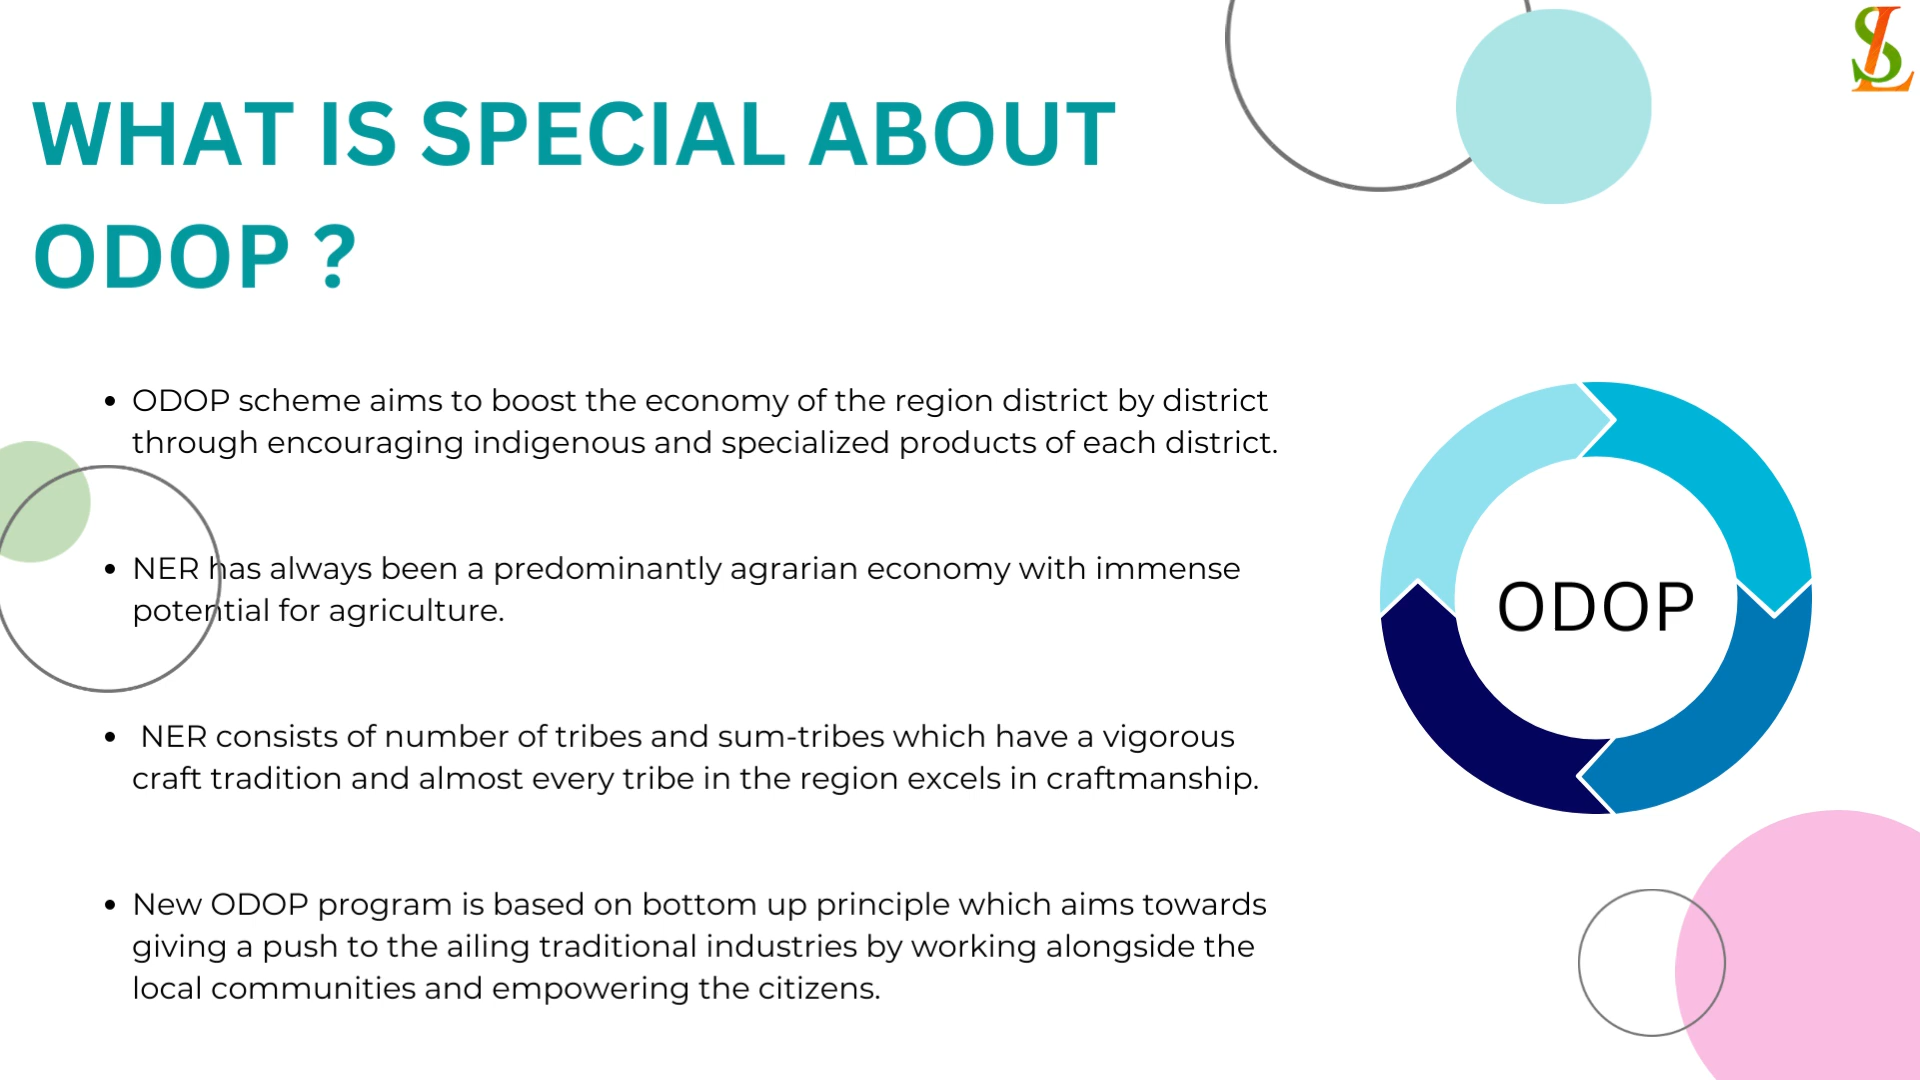 WHAT IS SPECIAL ABOUT
ODOP ?
• ODOP scheme aims to boost the economy of the region district by district
through encouraging indigenous and specialized products of each district.
• NER has always been a predominantly agrarian economy with immense
potential for agriculture.
• NER consists of number of tribes and sum-tribes which have a vigorous
craft tradition and almost every tribe in the region excels in craftmanship.
• New ODOP program is based on bottom up principle which aims towards
giving a push to the ailing traditional industries by working alongside the
local communities and empowering the citizens.
ODOP
SL